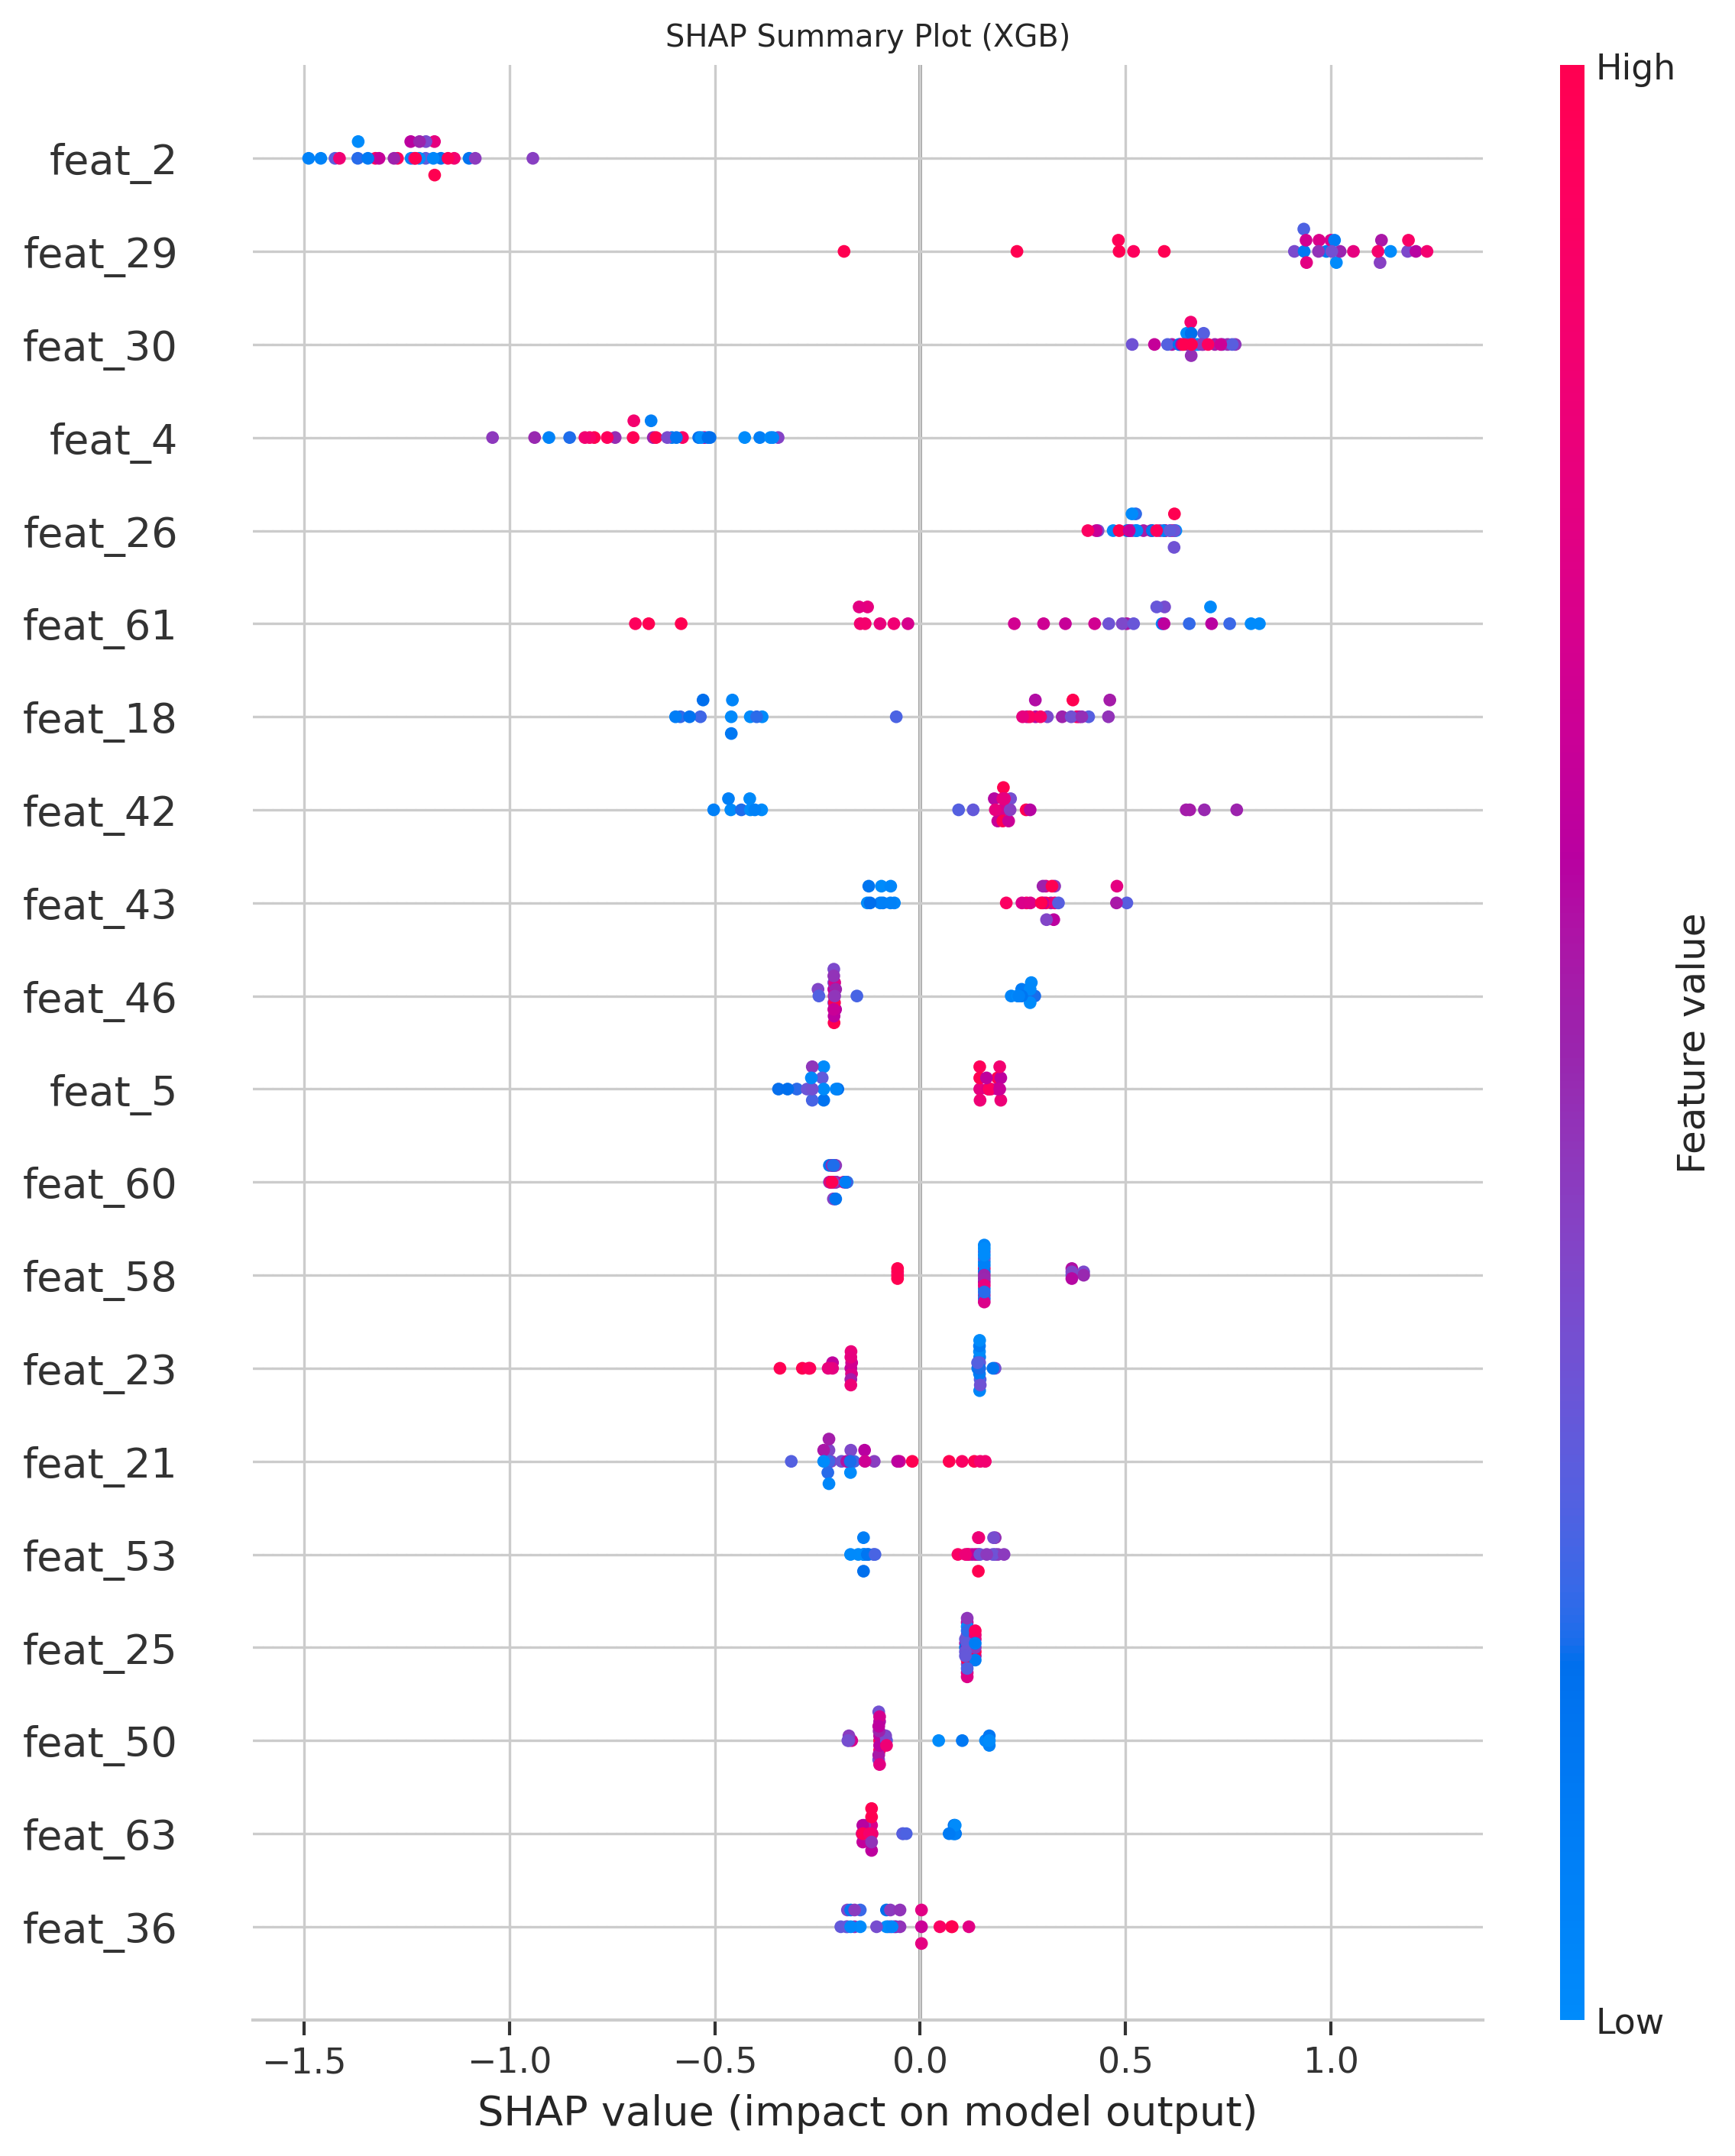 SHAP Summary Plot (XGB)
High
feat_2
feat_29
feat_30
feat_4
feat_26
feat_61
feat_18
feat_42
feat_43
feat_46
feat_5
feat_60
feat_58
feat_23
feat_21
feat_53
feat_25
feat_50
feat_63
feat_36
Feature value
Low
−1.5 −1.0 −0.5 0.0 0.5 1.0
SHAP value (impact on model output)